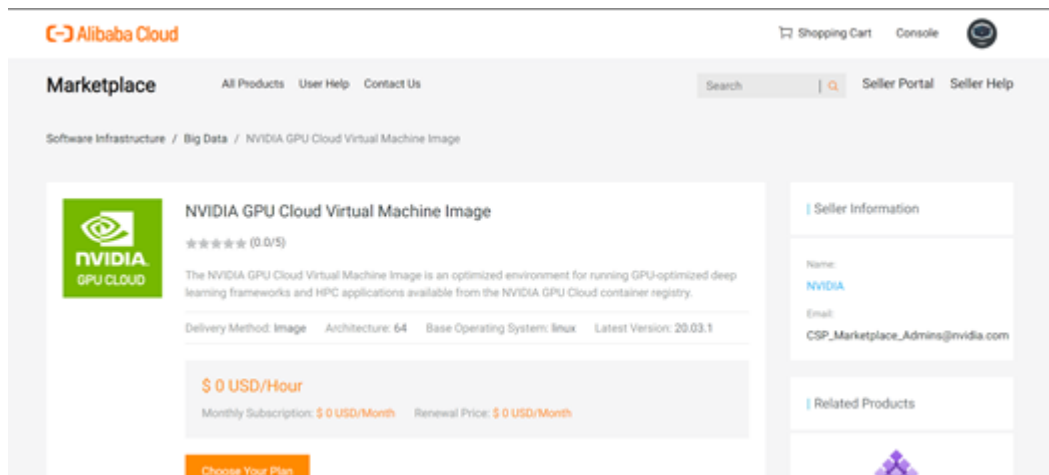 Alibaba Cloud
Shopping Cart Console
Marketplace All Products User Help Contact Us Search Seller Portal Seller Help
Software Infrastructure / Big Data / NVIDIA GPU Cloud Virtual Machine Image
NVIDIA
GPU CLOUD
NVIDIA GPU Cloud Virtual Machine Image
(0.0/5)
The NVIDIA GPU Cloud Virtual Machine Image is an optimized environment for running GPU-optimized deep
learning frameworks and HPC applications available from the NVIDIA GPU Cloud container registry.
Delivery Method: Image Architecture: 64 Base Operating System: linux Latest Version: 20.03.1
$ 0 USD/Hour
Monthly Subscription: $ 0 USD/Month Renewal Price: $ 0 USD/Month
Choose Your Plan
Seller Information
Name:
NVIDIA
Email:
CSP_Marketplace_Admins@nvidia.com
Related Products